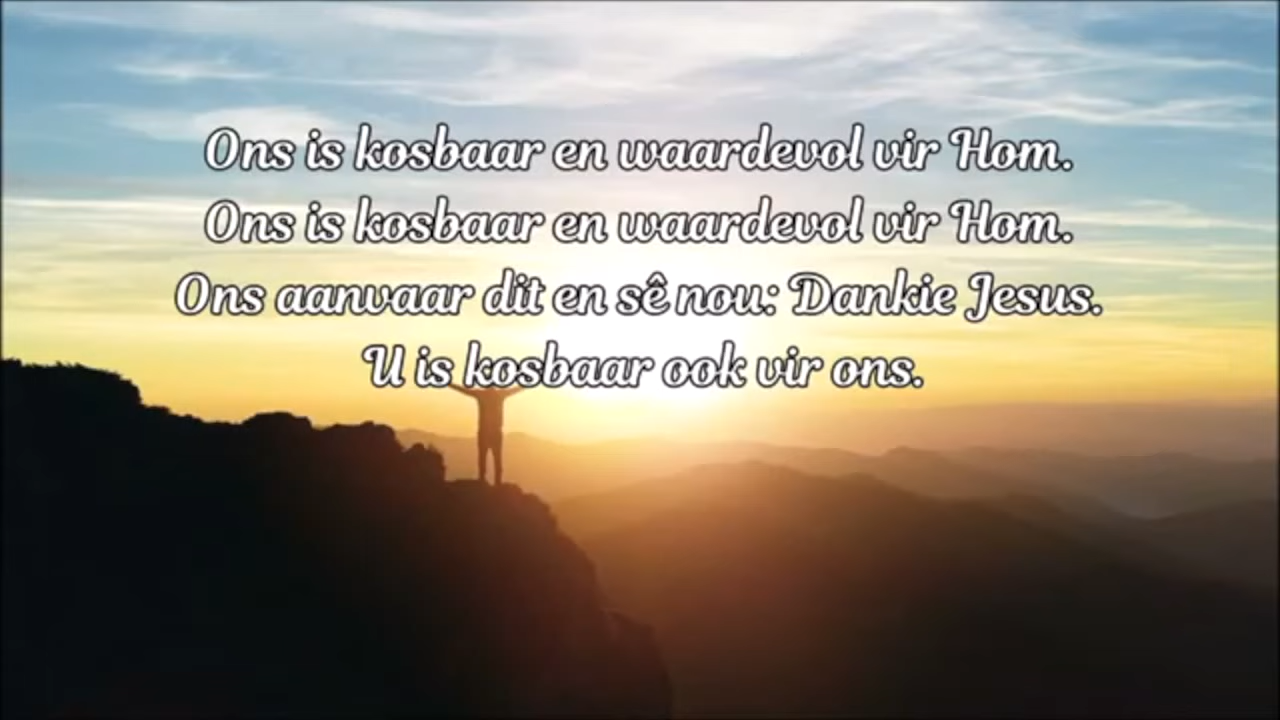 Ons is kosbaar en waardevol vir Hom.
Ons is kosbaar en waardevol vir Hom.
Ons aanvaar dit en sê nou: Dankie Jesus.
U is kosbaar ook vir ons.